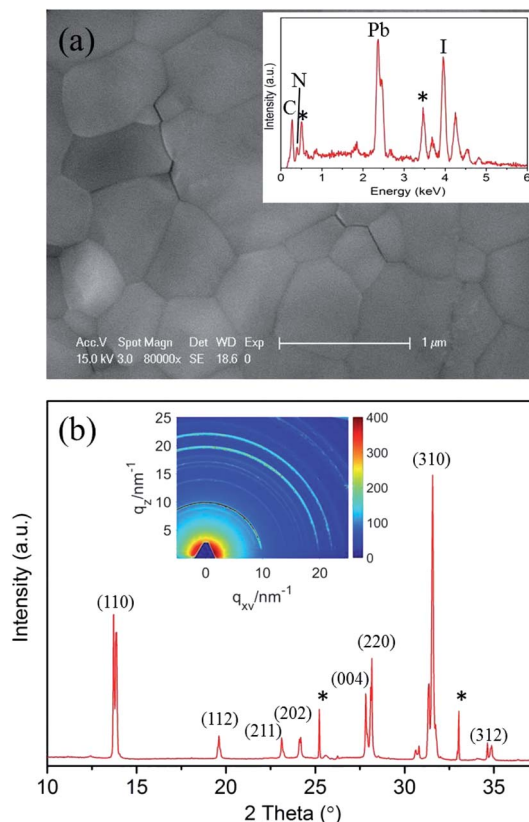 (a)
Pb
I
N
C
*
*
Intensity (a.u.)
0 1 2 3 4 5 6
Energy (keV)
Acc.V Spot Magn Det WD Exp
15.0 kV 3.0 80000x SE 18.6 0
1 μm
(b)
25
20
15
10
5
q_z/nm⁻¹
0 10 20
q_xy/nm⁻¹
400
300
200
100
0
(110)
(112)
(211)
(202)
*
(004)
(220)
(310)
*
(312)
Intensity (a.u.)
10 15 20 25 30 35
2 Theta (°)